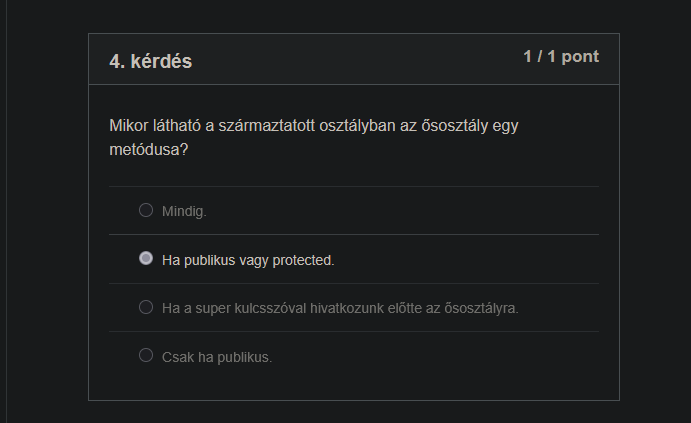 4. kérdés
1 / 1 pont
Mikor látható a származtatott osztályban az ősosztály egy
metódusa?
Mindig.
Ha publikus vagy protected.
Ha a super kulcsszóval hivatkozunk előtte az ősosztályra.
Csak ha publikus.